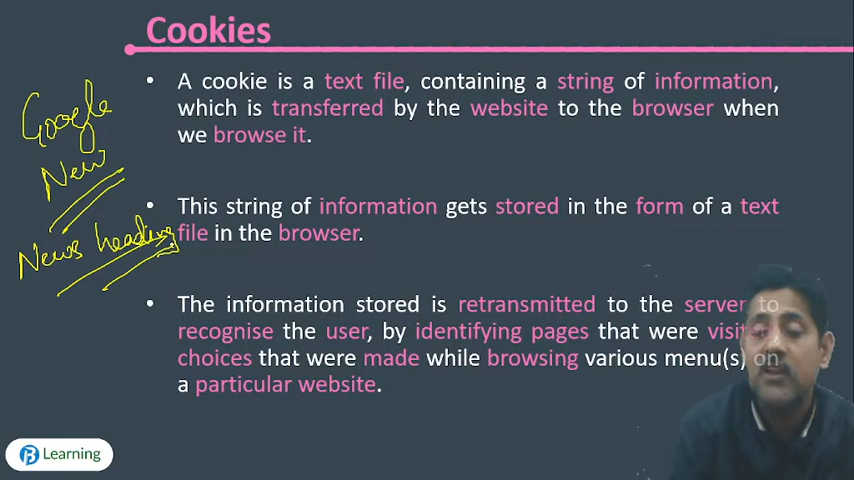 Cookies
• A cookie is a text file, containing a string of information,
which is transferred by the website to the browser when
we browse it.
• This string of information gets stored in the form of a text
file in the browser.
• The information stored is retransmitted to the server to
recognise the user, by identifying pages that were
choices that were made while browsing various menu(s) on
a particular website.
Google
New
News heading
Learning